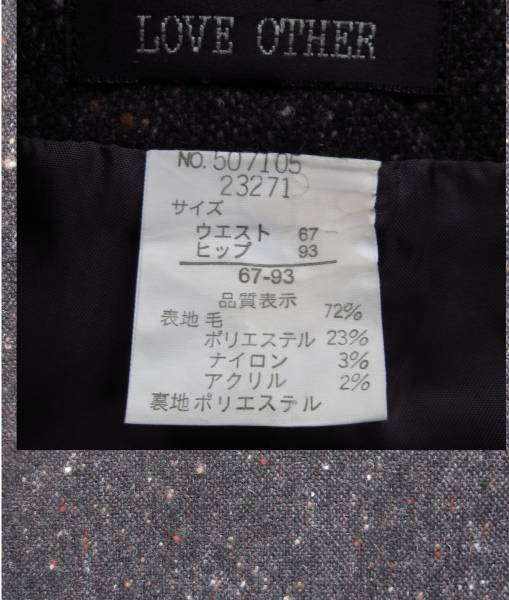 LOVE OTHER
NO. 507105
23271
サイズ
ウエスト 67
ヒップ 93
67-93
品質表示
表地 毛 72%
ポリエステル 23%
ナイロン 3%
アクリル 2%
裏地 ポリエステル